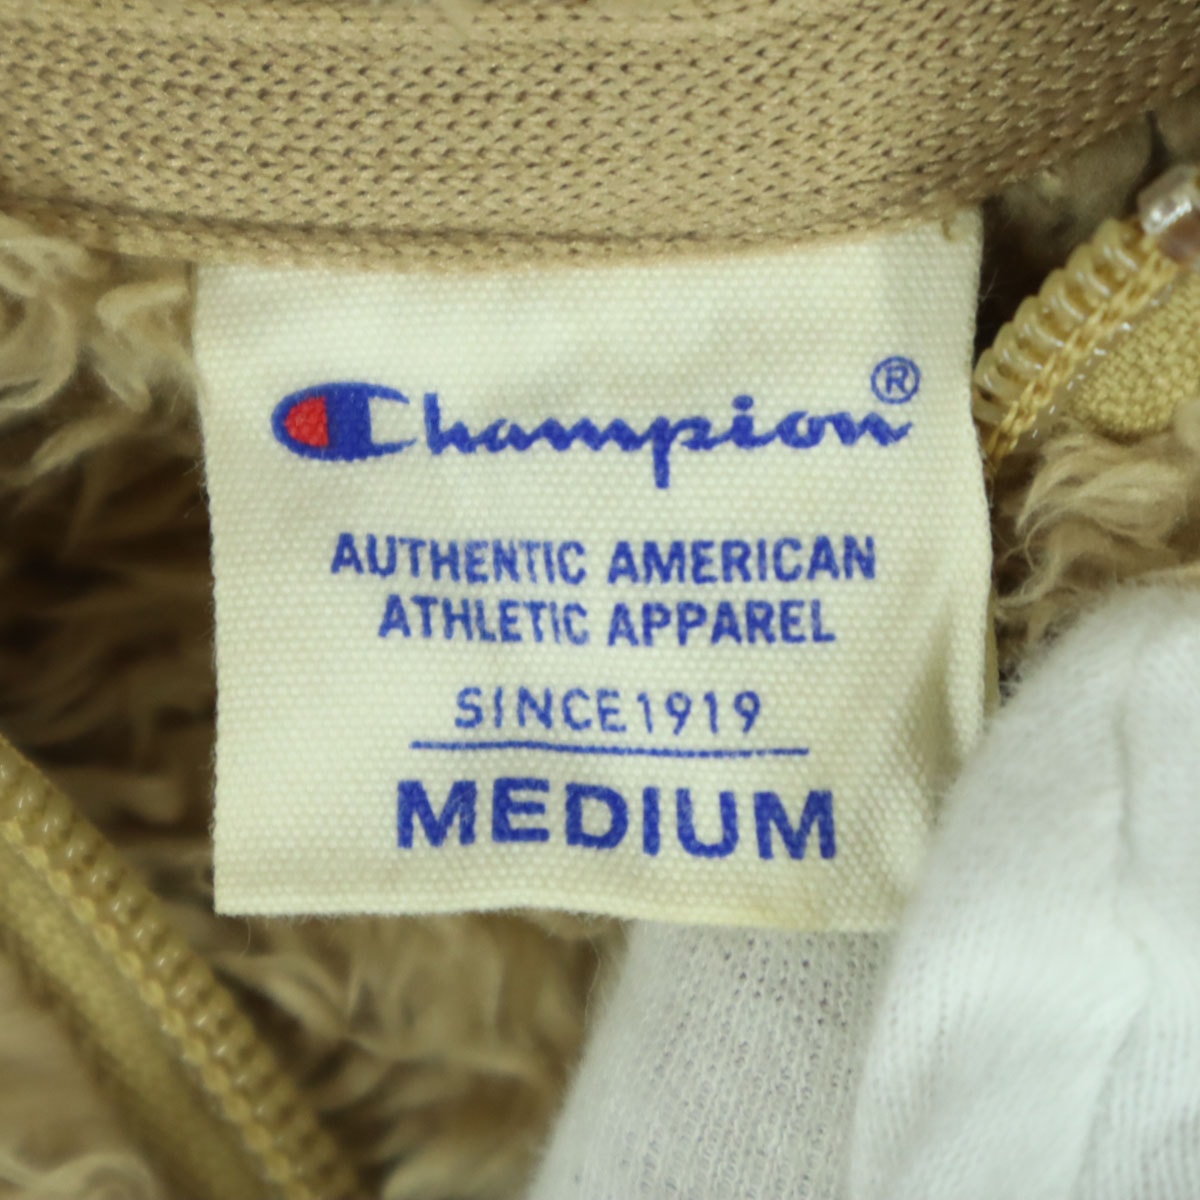 Champion®
AUTHENTIC AMERICAN
ATHLETIC APPAREL
SINCE1919
MEDIUM